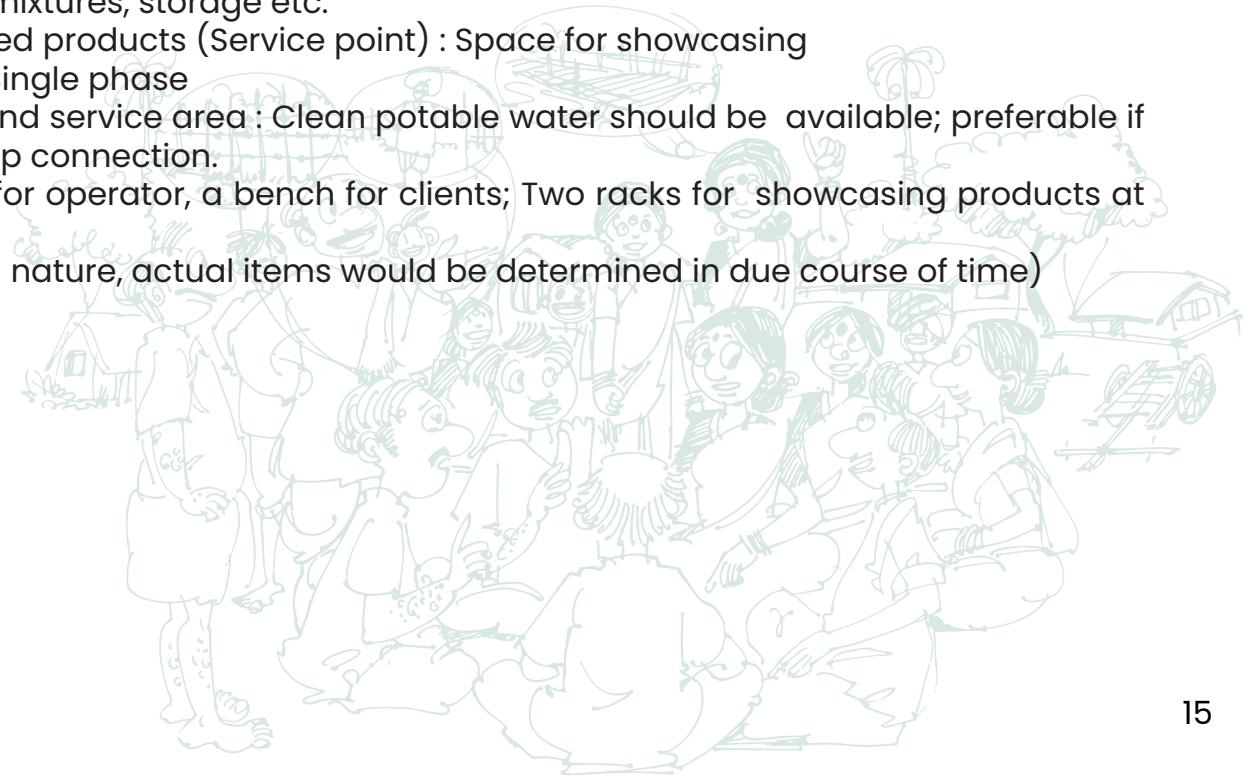 mixtures, storage etc.
ed products (Service point) : Space for showcasing
ingle phase
nd service area : Clean potable water should be available; preferable if
p connection.
for operator, a bench for clients; Two racks for showcasing products at
nature, actual items would be determined in due course of time)
15